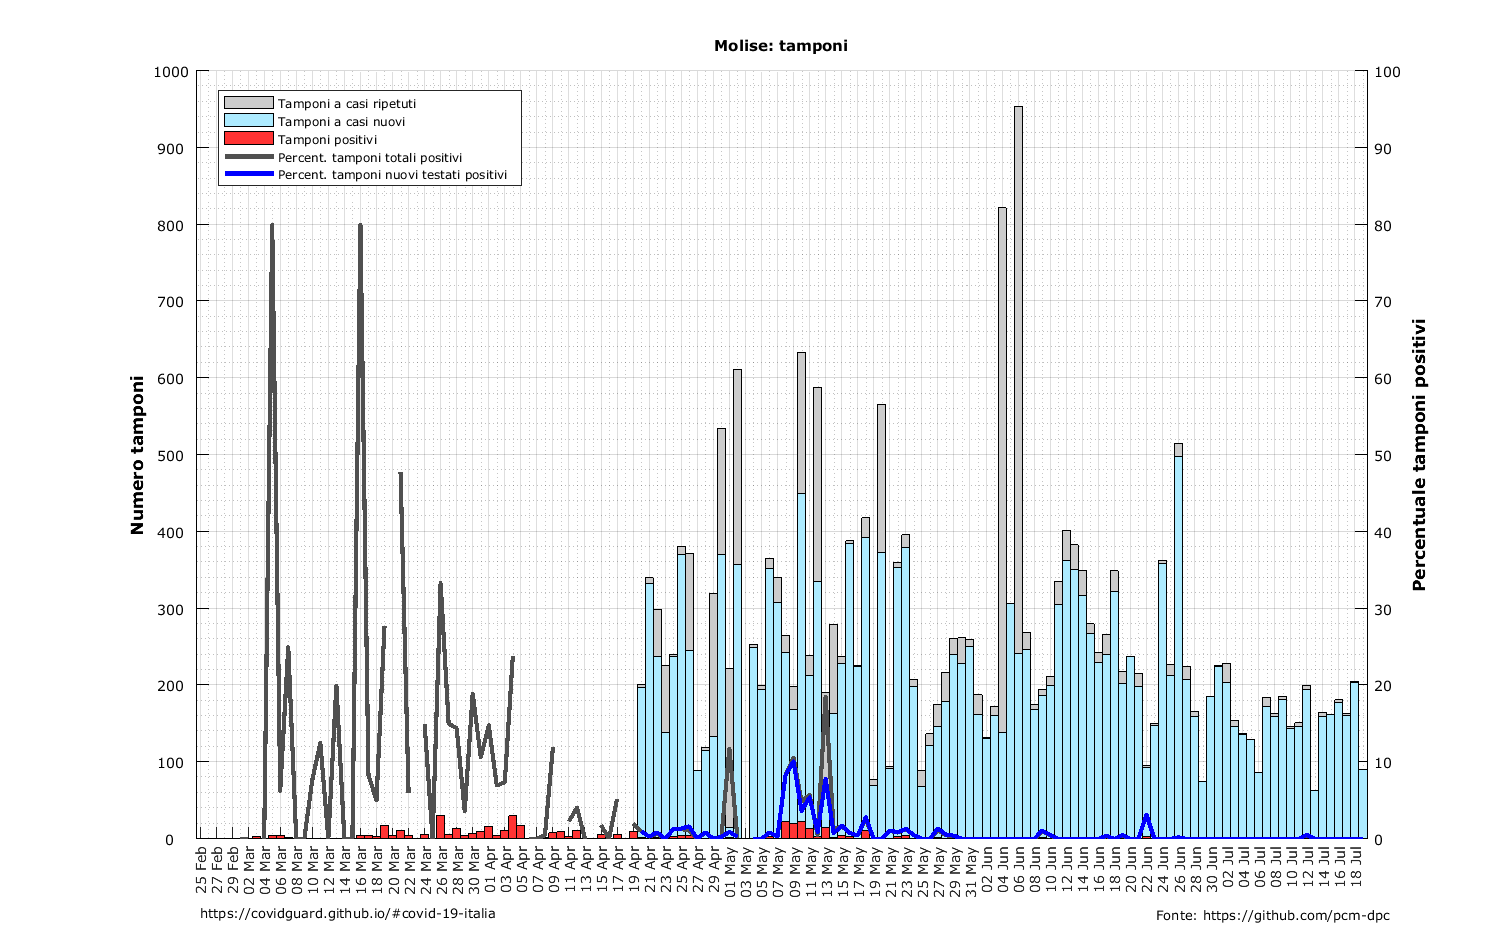 Molise: tamponi
Tamponi a casi ripetuti
Tamponi a casi nuovi
Tamponi positivi
Percent. tamponi totali positivi
Percent. tamponi nuovi testati positivi
Numero tamponi
1000
900
800
700
600
500
400
300
200
100
0
Percentuale tamponi positivi
100
90
80
70
60
50
40
30
20
10
0
25 Feb
27 Feb
29 Feb
02 Mar
04 Mar
06 Mar
08 Mar
10 Mar
12 Mar
14 Mar
16 Mar
18 Mar
20 Mar
22 Mar
24 Mar
26 Mar
28 Mar
30 Mar
01 Apr
03 Apr
05 Apr
07 Apr
09 Apr
11 Apr
13 Apr
15 Apr
17 Apr
19 Apr
21 Apr
23 Apr
25 Apr
27 Apr
29 Apr
01 May
03 May
05 May
07 May
09 May
11 May
13 May
15 May
17 May
19 May
21 May
23 May
25 May
27 May
29 May
31 May
02 Jun
04 Jun
06 Jun
08 Jun
10 Jun
12 Jun
14 Jun
16 Jun
18 Jun
20 Jun
22 Jun
24 Jun
26 Jun
28 Jun
30 Jun
02 Jul
04 Jul
06 Jul
08 Jul
10 Jul
12 Jul
14 Jul
16 Jul
18 Jul
https://covidguard.github.io/#covid-19-italia
Fonte: https://github.com/pcm-dpc